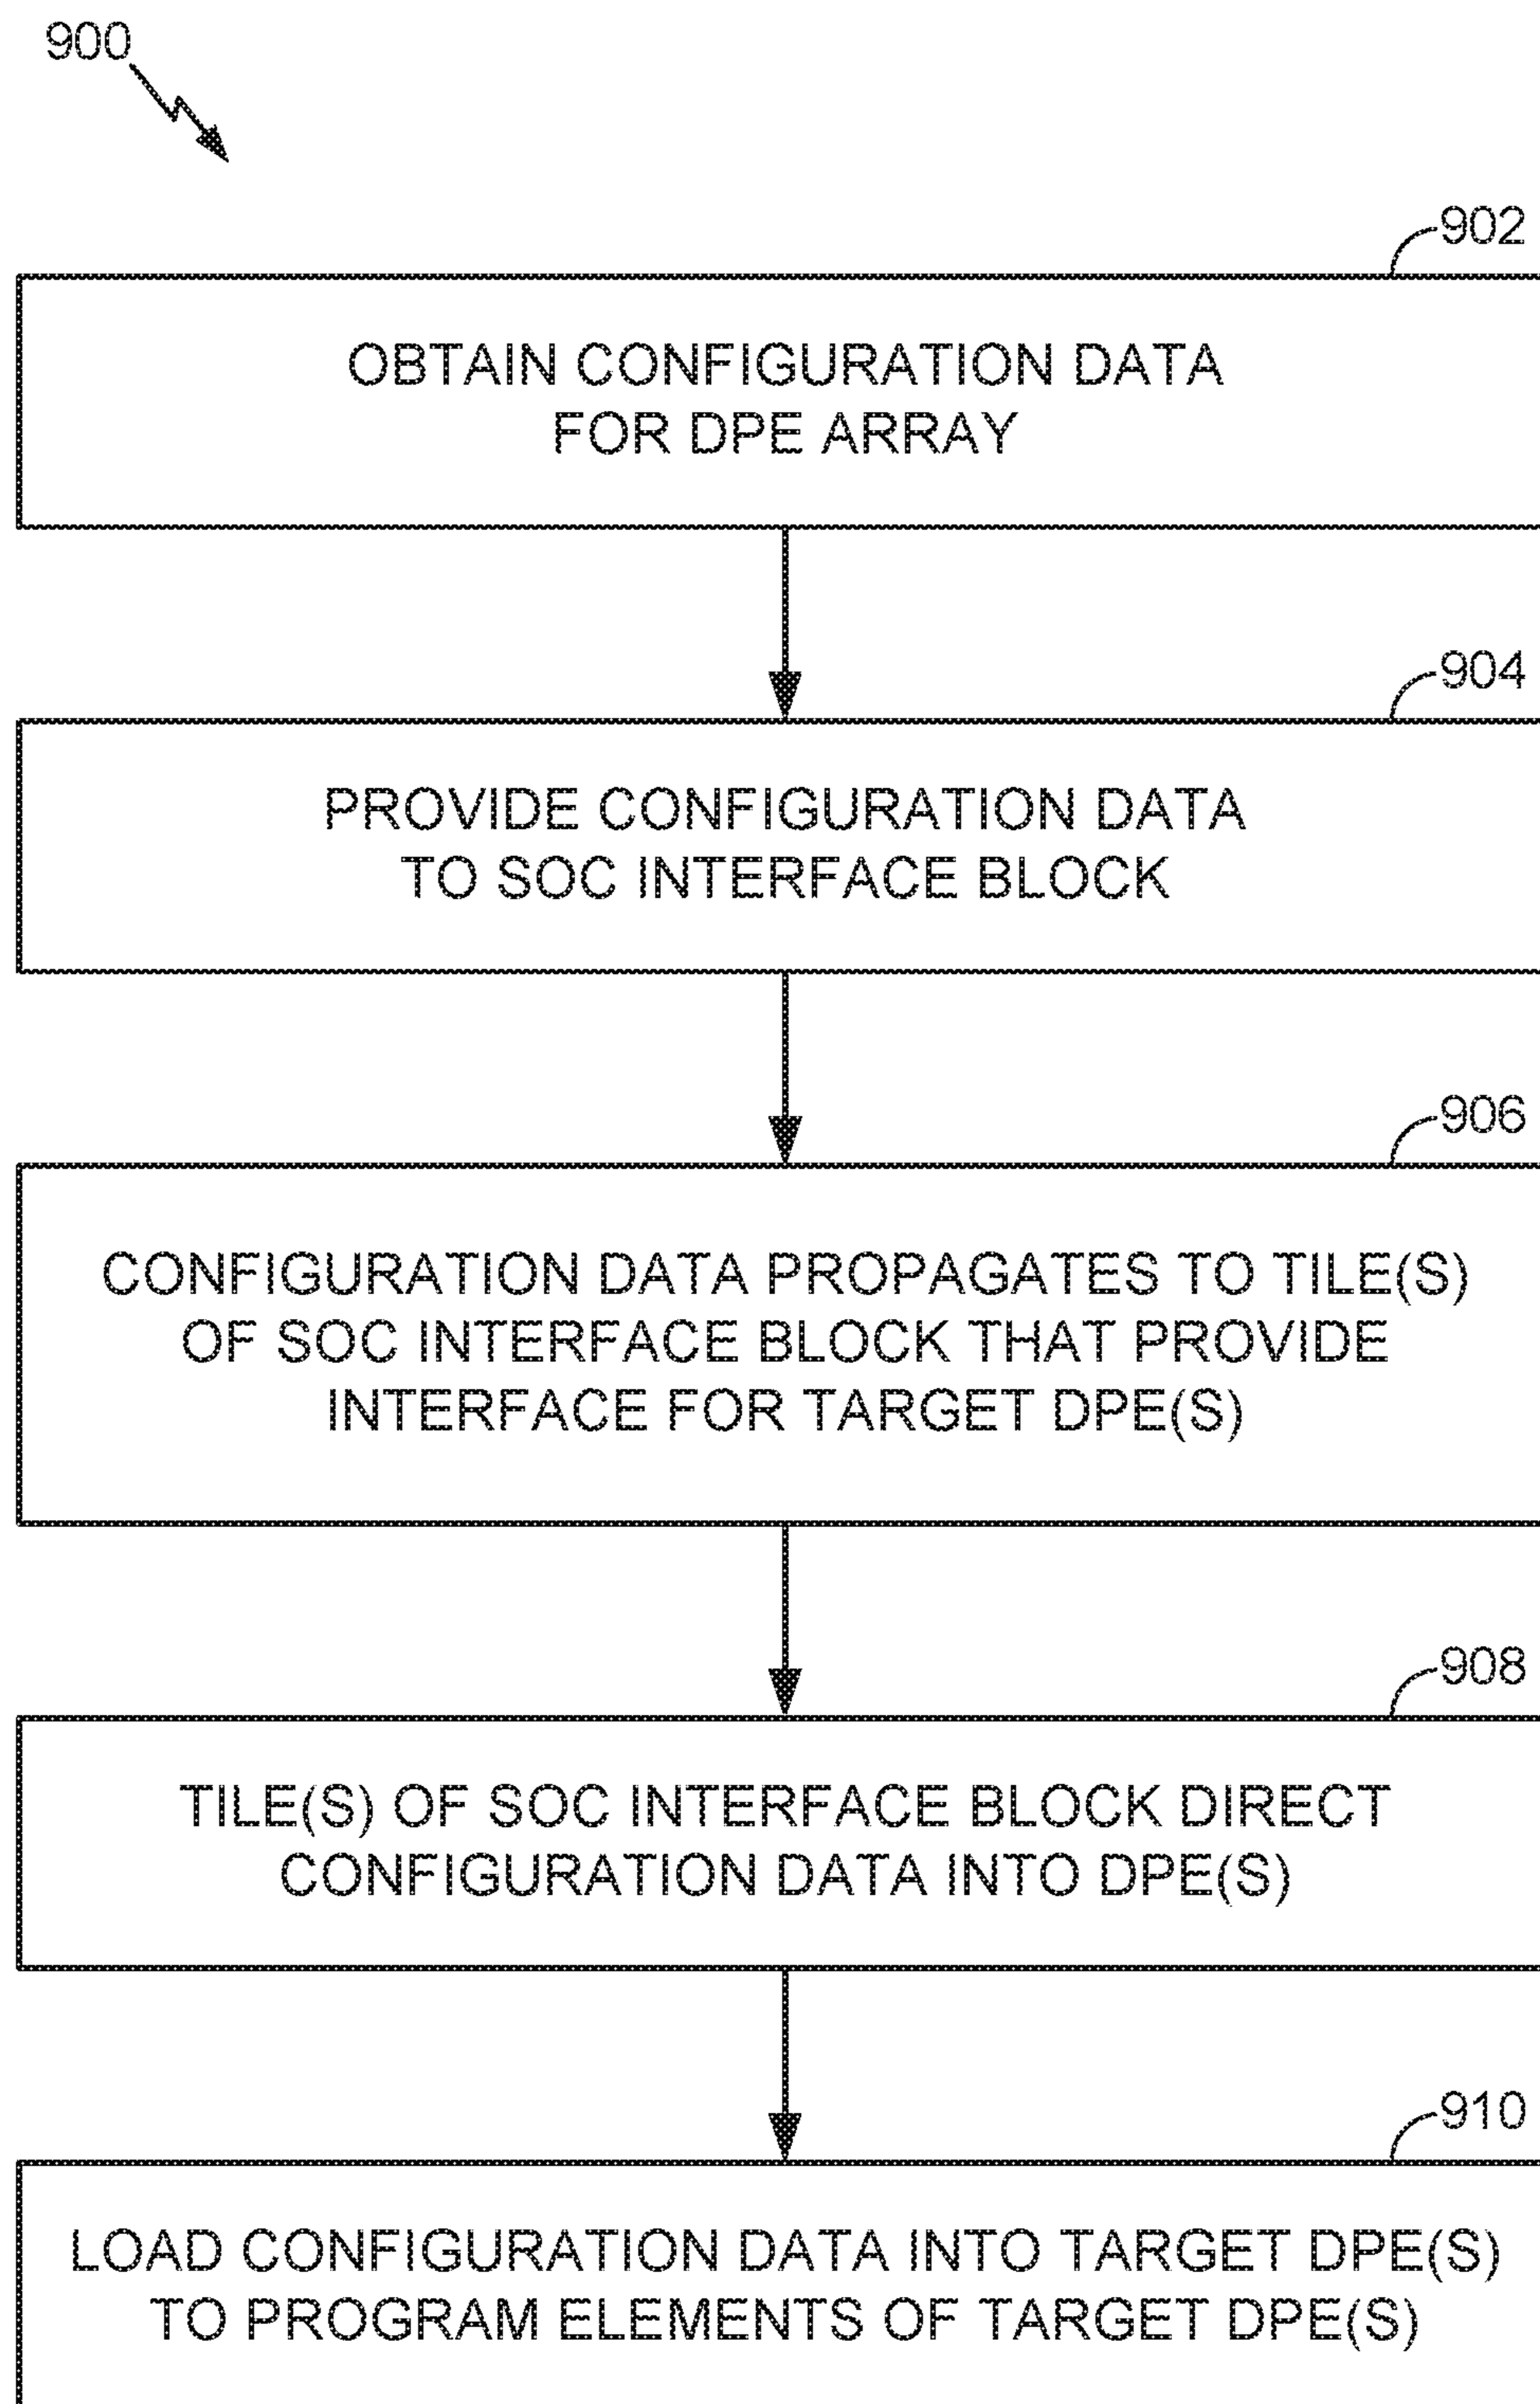 900
902
OBTAIN CONFIGURATION DATA
FOR DPE ARRAY
904
PROVIDE CONFIGURATION DATA
TO SOC INTERFACE BLOCK
906
CONFIGURATION DATA PROPAGATES TO TILE(S)
OF SOC INTERFACE BLOCK THAT PROVIDE
INTERFACE FOR TARGET DPE(S)
908
TILE(S) OF SOC INTERFACE BLOCK DIRECT
CONFIGURATION DATA INTO DPE(S)
910
LOAD CONFIGURATION DATA INTO TARGET DPE(S)
TO PROGRAM ELEMENTS OF TARGET DPE(S)